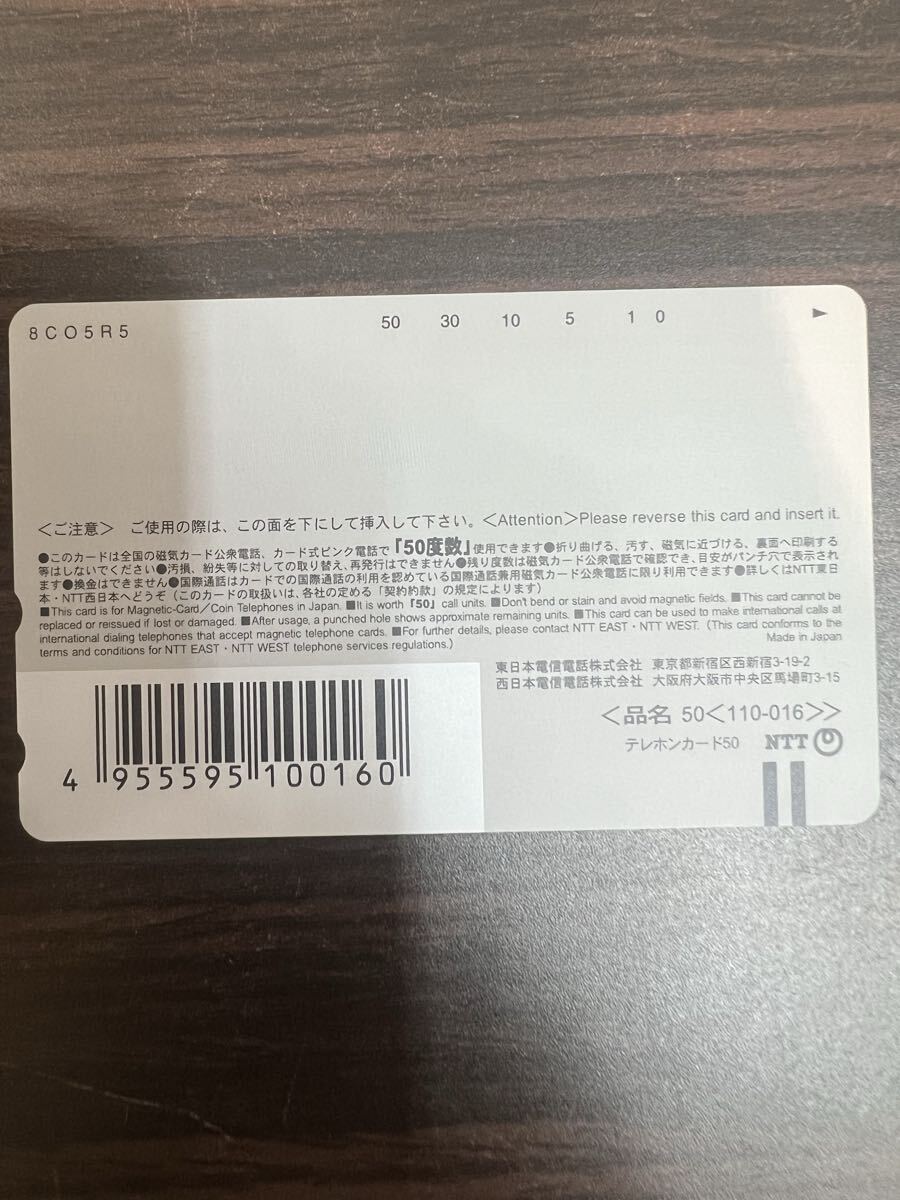 8CO5R5
50 30 10 5 1 0 ▶
＜ご注意＞ ご使用の際は、この面を下にして挿入して下さい。＜Attention＞Please reverse this card and insert it.
●このカードは全国の磁気カード公衆電話、カード式ピンク電話で「50度数」使用できます●折り曲げる、汚す、磁気に近づける、裏面へ印刷する
等はしないでください●汚損、紛失等に対しての取り替え、再発行はできません●残り度数は磁気カード公衆電話で確認でき、目安がパンチ穴で表示され
ます●換金はできません●国際通話はカードでの国際通話の利用を認めている国際通話兼用磁気カード公衆電話に限り利用できます●詳しくはNTT東日
本・NTT西日本へどうぞ（このカードの取扱いは、各社の定める「契約約款」の規定によります）
■This card is for Magnetic-Card／Coin Telephones in Japan. ■It is worth「50」call units. ■Don't bend or stain and avoid magnetic fields. ■This card cannot be
replaced or reissued if lost or damaged. ■After usage, a punched hole shows approximate remaining units. ■This card can be used to make international calls at
international dialing telephones that accept magnetic telephone cards. ■For further details, please contact NTT EAST・NTT WEST. (This card conforms to the
terms and conditions for NTT EAST・NTT WEST telephone services regulations.) Made in Japan
東日本電信電話株式会社 東京都新宿区西新宿3-19-2
西日本電信電話株式会社 大阪府大阪市中央区馬場町3-15
＜品名 50＜110-016＞＞
テレホンカード50 NTT
4 955595 100160